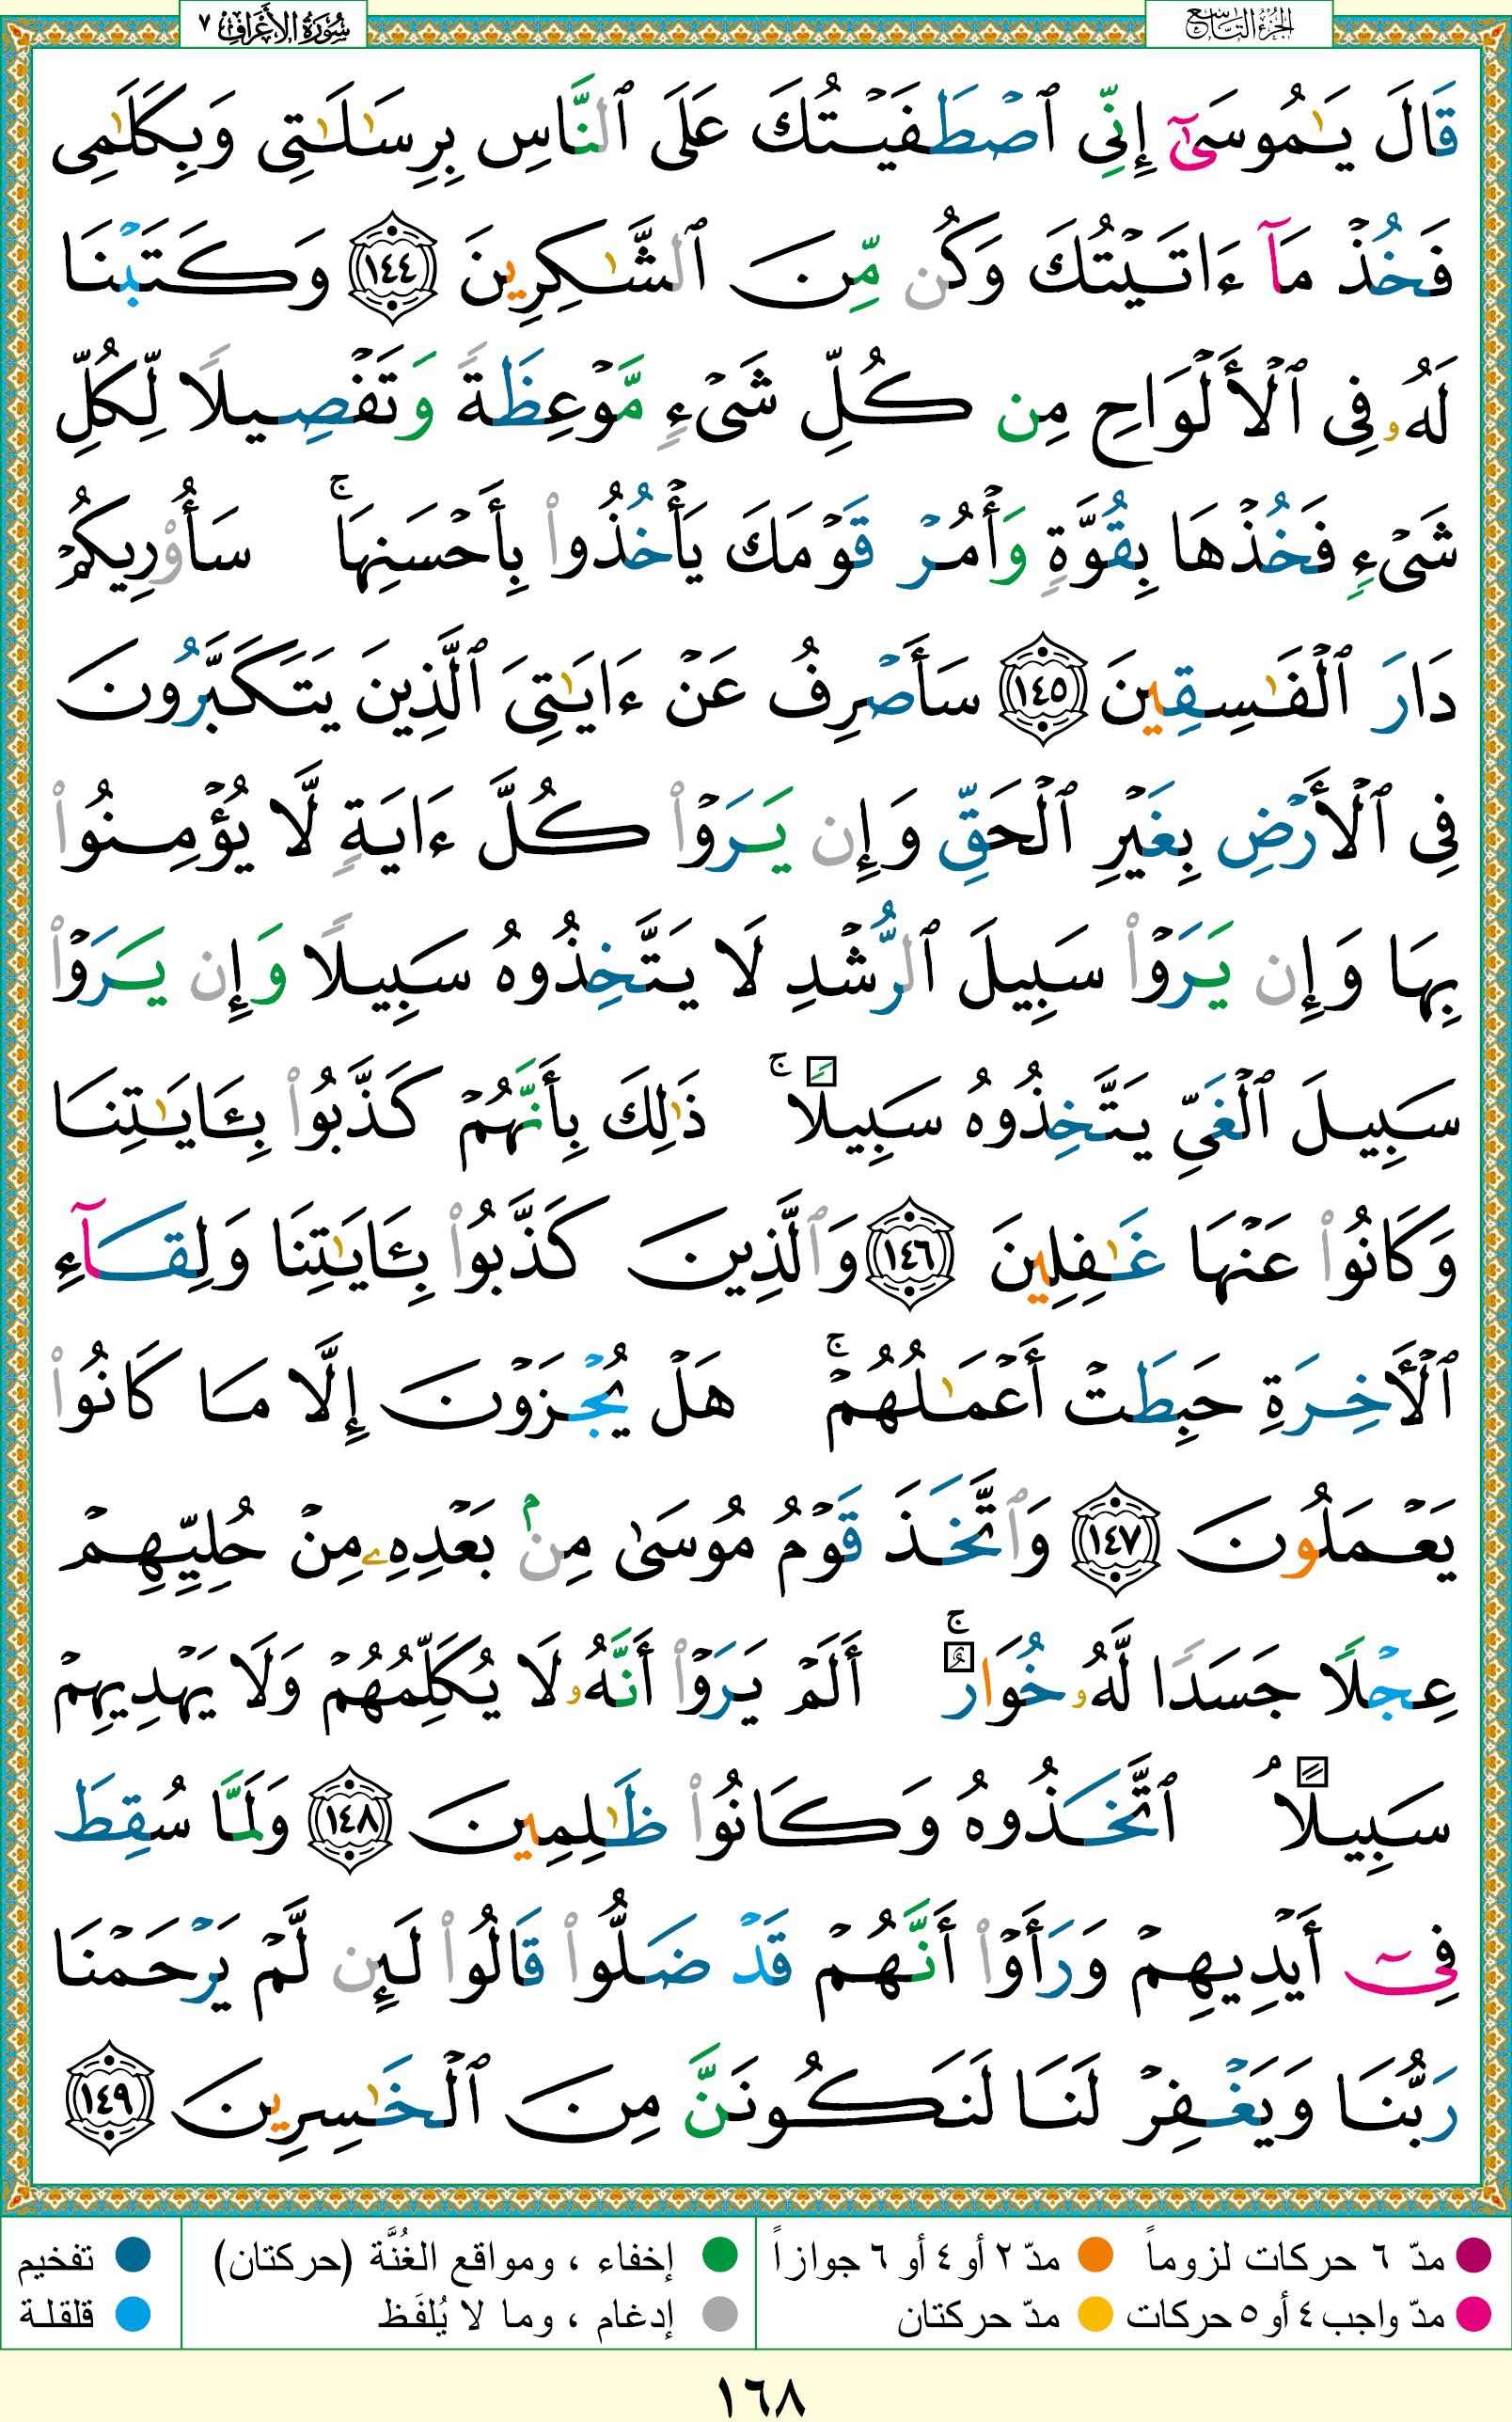 الجزء التاسع
سورة الأعراف ٧
قَالَ يَٰمُوسَىٰٓ إِنِّى ٱصۡطَفَيۡتُكَ عَلَى ٱلنَّاسِ بِرِسَٰلَٰتِى وَبِكَلَٰمِى
فَخُذۡ مَآ ءَاتَيۡتُكَ وَكُن مِّنَ ٱلشَّٰكِرِينَ ١٤٤ وَكَتَبۡنَا
لَهُۥ فِى ٱلۡأَلۡوَاحِ مِن كُلِّ شَىۡءٍ مَّوۡعِظَةً وَتَفۡصِيلًا لِّكُلِّ
شَىۡءٍ فَخُذۡهَا بِقُوَّةٍ وَأۡمُرۡ قَوۡمَكَ يَأۡخُذُوا۟ بِأَحۡسَنِهَا ۚ سَأُو۟رِيكُمۡ
دَارَ ٱلۡفَٰسِقِينَ ١٤٥ سَأَصۡرِفُ عَنۡ ءَايَٰتِىَ ٱلَّذِينَ يَتَكَبَّرُونَ
فِى ٱلۡأَرۡضِ بِغَيۡرِ ٱلۡحَقِّ وَإِن يَرَوۡا۟ كُلَّ ءَايَةٍ لَّا يُؤۡمِنُوا۟
بِهَا وَإِن يَرَوۡا۟ سَبِيلَ ٱلرُّشۡدِ لَا يَتَّخِذُوهُ سَبِيلًا وَإِن يَرَوۡا۟
سَبِيلَ ٱلۡغَىِّ يَتَّخِذُوهُ سَبِيلًا ۚ ذَٰلِكَ بِأَنَّهُمۡ كَذَّبُوا۟ بِـَٔايَٰتِنَا
وَكَانُوا۟ عَنۡهَا غَٰفِلِينَ ١٤٦ وَٱلَّذِينَ كَذَّبُوا۟ بِـَٔايَٰتِنَا وَلِقَآءِ
ٱلۡأَخِرَةِ حَبِطَتۡ أَعۡمَٰلُهُمۡ ۚ هَلۡ يُجۡزَوۡنَ إِلَّا مَا كَانُوا۟
يَعۡمَلُونَ ١٤٧ وَٱتَّخَذَ قَوۡمُ مُوسَىٰ مِنۢ بَعۡدِهِۦ مِنۡ حُلِيِّهِمۡ
عِجۡلًا جَسَدًا لَّهُۥ خُوَارٌ ۚ أَلَمۡ يَرَوۡا۟ أَنَّهُۥ لَا يُكَلِّمُهُمۡ وَلَا يَهۡدِيهِمۡ
سَبِيلًا ۘ ٱتَّخَذُوهُ وَكَانُوا۟ ظَٰلِمِينَ ١٤٨ وَلَمَّا سُقِطَ
فِىٓ أَيۡدِيهِمۡ وَرَأَوۡا۟ أَنَّهُمۡ قَدۡ ضَلُّوا۟ قَالُوا۟ لَئِن لَّمۡ يَرۡحَمۡنَا
رَبُّنَا وَيَغۡفِرۡ لَنَا لَنَكُونَنَّ مِنَ ٱلۡخَٰسِرِينَ ١٤٩
مدّ ٦ حركات لزوماً مدّ ٢ أو ٤ أو ٦ جوازاً إخفاء ، ومواقع الغُنَّة (حركتان) تفخيم
مدّ واجب ٤ أو ٥ حركات مدّ حركتان إدغام ، وما لا يُلفَظ قلقلة
١٦٨